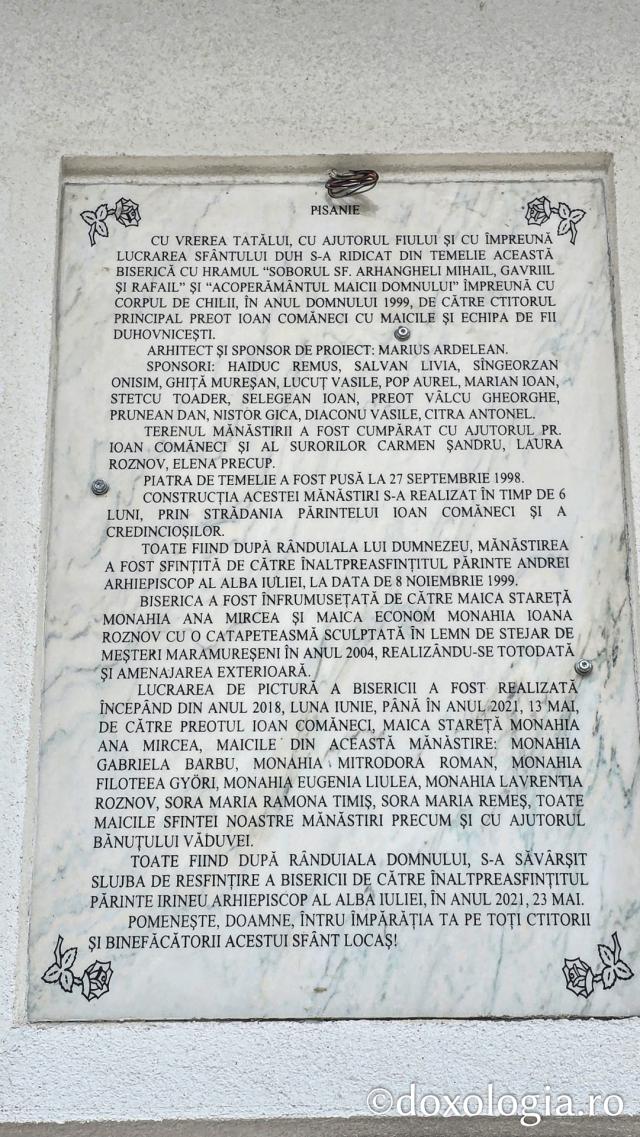 PISANIE
CU VREREA TATĂLUI, CU AJUTORUL FIULUI ȘI CU ÎMPREUNĂ
LUCRAREA SFÂNTULUI DUH S-A RIDICAT DIN TEMELIE ACEASTĂ
BISERICĂ CU HRAMUL "SOBORUL SF. ARHANGHELI MIHAIL, GAVRIIL
ȘI RAFAIL" ȘI "ACOPERĂMÂNTUL MAICII DOMNULUI" ÎMPREUNĂ CU
CORPUL DE CHILII, ÎN ANUL DOMNULUI 1999, DE CĂTRE CTITORUL
PRINCIPAL PREOT IOAN COMĂNECI CU MAICILE ȘI ECHIPA DE FII
DUHOVNICEȘTI.
ARHITECT ȘI SPONSOR DE PROIECT: MARIUS ARDELEAN.
SPONSORI: HAIDUC REMUS, SALVAN LIVIA, SÎNGEORZAN
ONISIM, GHIȚĂ MUREȘAN, LUCUȚ VASILE, POP AUREL, MARIAN IOAN,
STETCU TOADER, SELEGEAN IOAN, PREOT VÂLCU GHEORGHE,
PRUNEAN DAN, NISTOR GICA, DIACONU VASILE, CITRA ANTONEL.
TERENUL MĂNĂSTIRII A FOST CUMPĂRAT CU AJUTORUL PR.
IOAN COMĂNECI ȘI AL SURORILOR CARMEN ȘANDRU, LAURA
ROZNOV, ELENA PRECUP.
PIATRA DE TEMELIE A FOST PUSĂ LA 27 SEPTEMBRIE 1998.
CONSTRUCȚIA ACESTEI MĂNĂSTIRI S-A REALIZAT ÎN TIMP DE 6
LUNI, PRIN STRĂDANIA PĂRINTELUI IOAN COMĂNECI ȘI A
CREDINCIOȘILOR.
TOATE FIIND DUPĂ RÂNDUIALA LUI DUMNEZEU, MĂNĂSTIREA
A FOST SFINȚITĂ DE CĂTRE ÎNALTPREASFINȚITUL PĂRINTE ANDREI
ARHIEPISCOP AL ALBA IULIEI, LA DATA DE 8 NOIEMBRIE 1999.
BISERICA A FOST ÎNFRUMUSEȚATĂ DE CĂTRE MAICA STAREȚĂ
MONAHIA ANA MIRCEA ȘI MAICA ECONOM MONAHIA IOANA
ROZNOV CU O CATAPETEASMĂ SCULPTATĂ ÎN LEMN DE STEJAR DE
MEȘTERI MARAMUREȘENI ÎN ANUL 2004, REALIZÂNDU-SE TOTODATĂ
ȘI AMENAJAREA EXTERIOARĂ.
LUCRAREA DE PICTURĂ A BISERICII A FOST REALIZATĂ
ÎNCEPÂND DIN ANUL 2018, LUNA IUNIE, PÂNĂ ÎN ANUL 2021, 13 MAI,
DE CĂTRE PREOTUL IOAN COMĂNECI, MAICA STAREȚĂ MONAHIA
ANA MIRCEA, MAICILE DIN ACEASTĂ MĂNĂSTIRE: MONAHIA
GABRIELA BARBU, MONAHIA MITRODORA ROMAN, MONAHIA
FILOTEEA GYÖRI, MONAHIA EUGENIA LIULEA, MONAHIA LAVRENTIA
ROZNOV, SORA MARIA RAMONA TIMIȘ, SORA MARIA REMEȘ, TOATE
MAICILE SFINTEI NOASTRE MĂNĂSTIRI PRECUM ȘI CU AJUTORUL
BĂNUȚULUI VĂDUVEI.
TOATE FIIND DUPĂ RÂNDUIALA DOMNULUI, S-A SĂVÂRȘIT
SLUJBA DE RESFINȚIRE A BISERICII DE CĂTRE ÎNALTPREASFINȚITUL
PĂRINTE IRINEU ARHIEPISCOP AL ALBA IULIEI, ÎN ANUL 2021, 23 MAI.
POMENEȘTE, DOAMNE, ÎNTRU ÎMPĂRĂȚIA TA PE TOȚI CTITORII
ȘI BINEFĂCĂTORII ACESTUI SFÂNT LOCAȘ!
©doxologia.ro